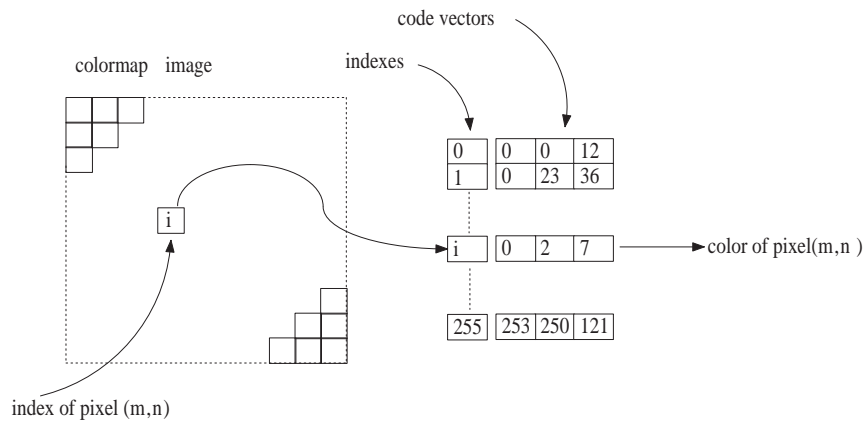 code vectors
colormap image
indexes
0 0 0 12
1 0 23 36
i
i 0 2 7
color of pixel(m,n )
255 253 250 121
index of pixel (m,n)